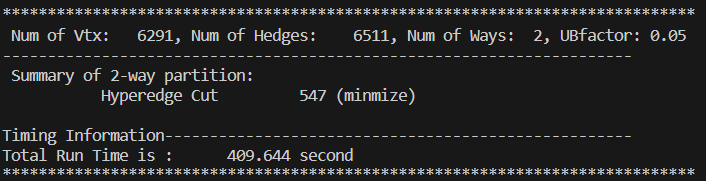 *****************************************************************************
Num of Vtx:   6291, Num of Hedges:    6511, Num of Ways:  2, UBfactor: 0.05
----------------------------------------------------------------------
 Summary of 2-way partition:
           Hyperedge Cut         547 (minmize)

Timing Information----------------------------------------------------
Total Run Time is :      409.644 second
*****************************************************************************